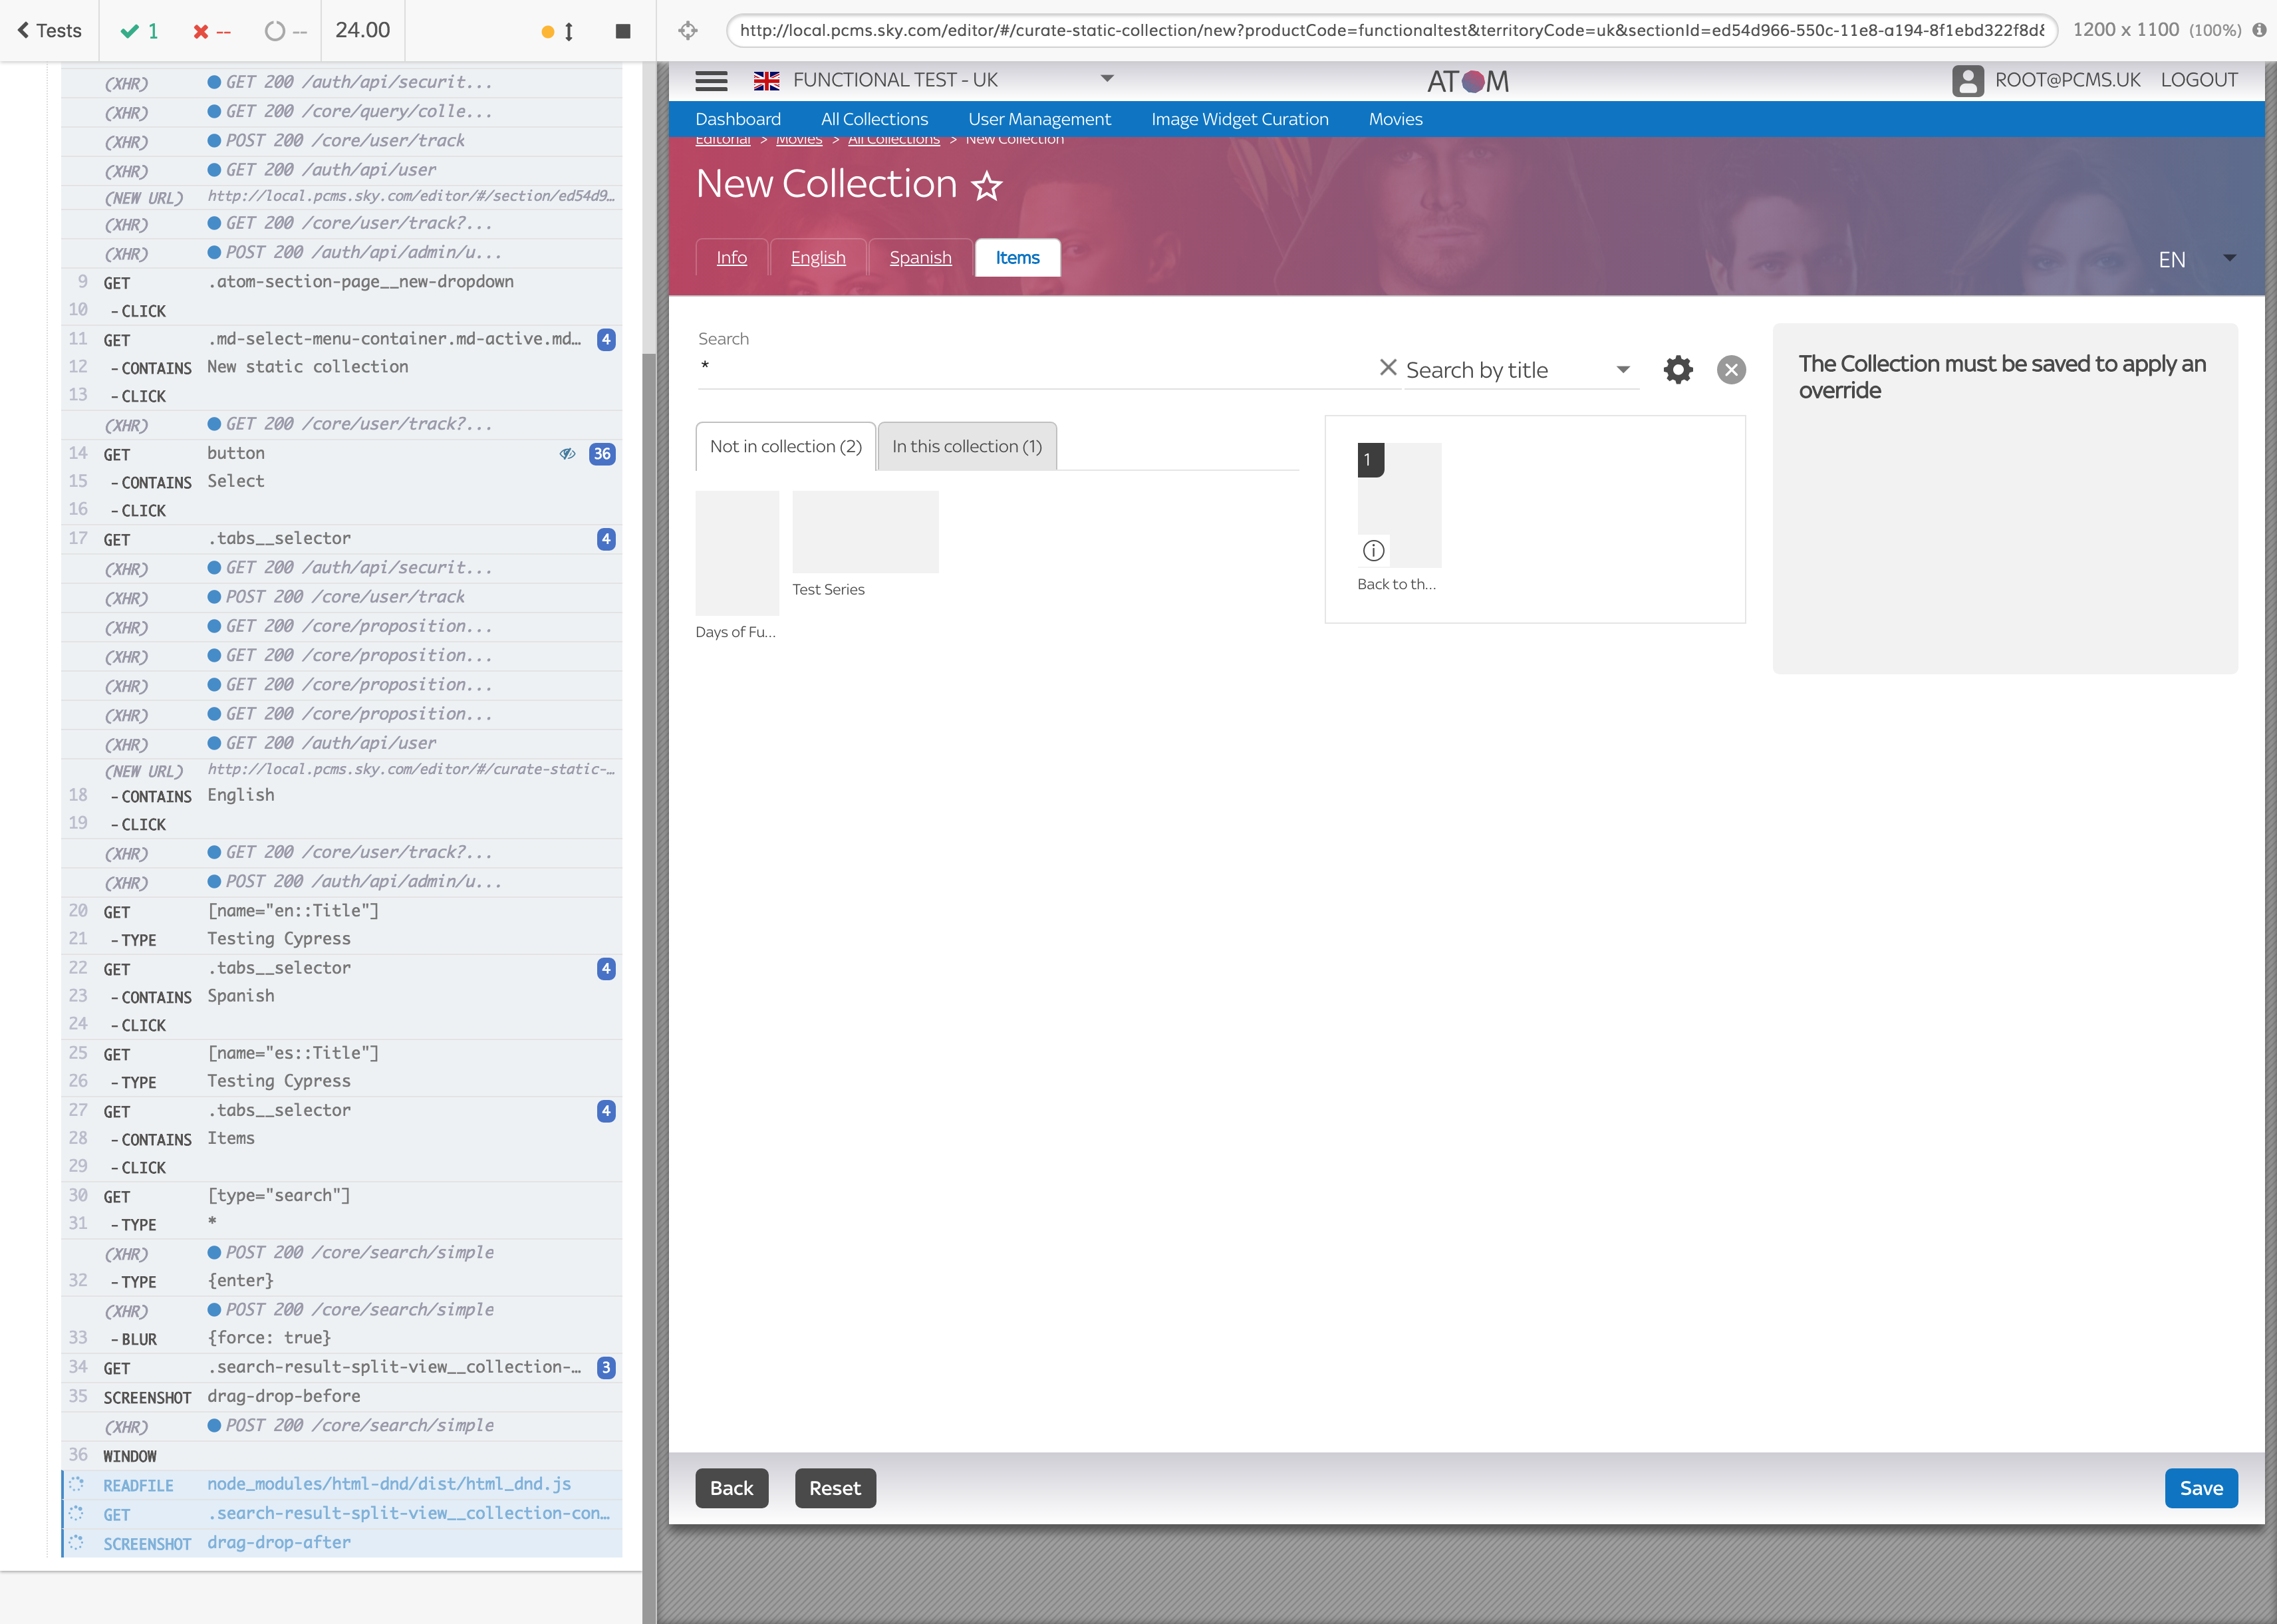 Tests
1
--
--
24.00
http://local.pcms.sky.com/editor/#/curate-static-collection/new?productCode=functionaltest&territoryCode=uk&sectionId=ed54d966-550c-11e8-a194-8f1ebd322f8d&
1200 x 1100 (100%)
(XHR) GET 200 /auth/api/securit...
(XHR) GET 200 /core/query/colle...
(XHR) POST 200 /core/user/track
(XHR) GET 200 /auth/api/user
(NEW URL) http://local.pcms.sky.com/editor/#/section/ed54d9...
(XHR) GET 200 /core/user/track?...
(XHR) POST 200 /auth/api/admin/u...
9 GET .atom-section-page__new-dropdown
10 -CLICK
11 GET .md-select-menu-container.md-active.md... 4
12 -CONTAINS New static collection
13 -CLICK
(XHR) GET 200 /core/user/track?...
14 GET button 36
15 -CONTAINS Select
16 -CLICK
17 GET .tabs__selector 4
(XHR) GET 200 /auth/api/securit...
(XHR) POST 200 /core/user/track
(XHR) GET 200 /core/proposition...
(XHR) GET 200 /core/proposition...
(XHR) GET 200 /core/proposition...
(XHR) GET 200 /core/proposition...
(XHR) GET 200 /auth/api/user
(NEW URL) http://local.pcms.sky.com/editor/#/curate-static-...
18 -CONTAINS English
19 -CLICK
(XHR) GET 200 /core/user/track?...
(XHR) POST 200 /auth/api/admin/u...
20 GET [name="en::Title"]
21 -TYPE Testing Cypress
22 GET .tabs__selector 4
23 -CONTAINS Spanish
24 -CLICK
25 GET [name="es::Title"]
26 -TYPE Testing Cypress
27 GET .tabs__selector 4
28 -CONTAINS Items
29 -CLICK
30 GET [type="search"]
31 -TYPE *
(XHR) POST 200 /core/search/simple
32 -TYPE {enter}
(XHR) POST 200 /core/search/simple
33 -BLUR {force: true}
34 GET .search-result-split-view__collection-... 3
35 SCREENSHOT drag-drop-before
(XHR) POST 200 /core/search/simple
36 WINDOW
READFILE node_modules/html-dnd/dist/html_dnd.js
GET .search-result-split-view__collection-con...
SCREENSHOT drag-drop-after
FUNCTIONAL TEST - UK
ATOM
ROOT@PCMS.UK LOGOUT
Dashboard All Collections User Management Image Widget Curation Movies
Editorial > Movies > All Collections > New Collection
New Collection
Info English Spanish Items
EN
Search
*
Search by title
The Collection must be saved to apply an
override
Not in collection (2) In this collection (1)
1
Test Series
Back to th...
Days of Fu...
Back Reset Save